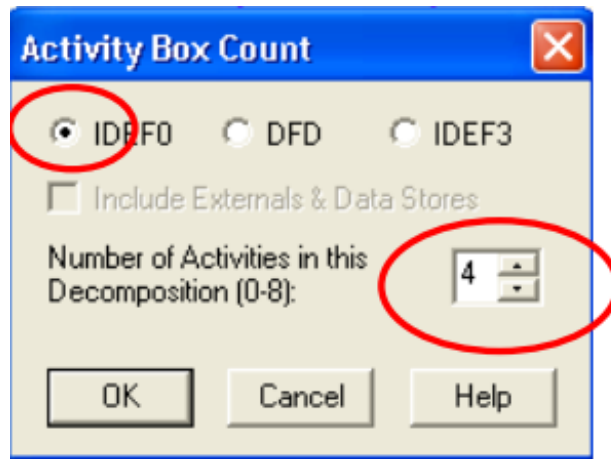 Activity Box Count
IDEF0 DFD IDEF3
Include Externals & Data Stores
Number of Activities in this
Decomposition (0-8):
4
OK Cancel Help